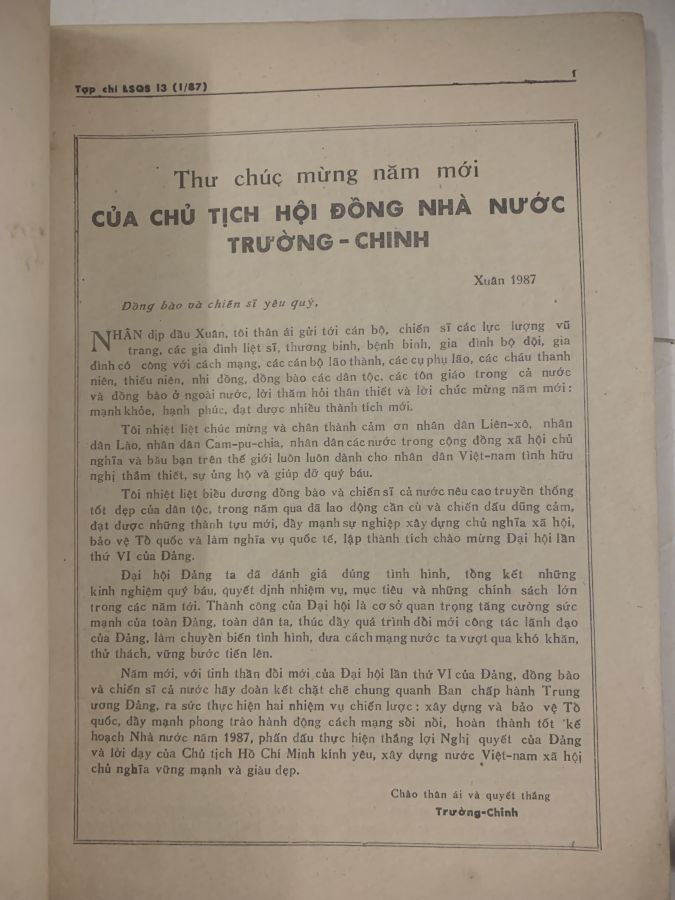 Tạp chí LSQS 13 (1/87)
1
Thư chúc mừng năm mới
CỦA CHỦ TỊCH HỘI ĐỒNG NHÀ NƯỚC
TRƯỜNG-CHINH
Xuân 1987
Đồng bào và chiến sĩ yêu quý,
NHÂN dịp đầu Xuân, tôi thân ái gửi tới cán bộ, chiến sĩ các lực lượng vũ
trang, các gia đình liệt sĩ, thương binh, bệnh binh, gia đình bộ đội, gia
đình có công với cách mạng, các cán bộ lão thành, các cụ phụ lão, các cháu thanh
niên, thiếu niên, nhi đồng, đồng bào các dân tộc, các tôn giáo trong cả nước
và đồng bào ở ngoài nước, lời thăm hỏi thân thiết và lời chúc mừng năm mới:
mạnh khỏe, hạnh phúc, đạt được nhiều thành tích mới.
Tôi nhiệt liệt chúc mừng và chân thành cảm ơn nhân dân Liên-xô, nhân
dân Lào, nhân dân Cam-pu-chia, nhân dân các nước trong cộng đồng xã hội chủ
nghĩa và bầu bạn trên thế giới luôn luôn dành cho nhân dân Việt-nam tình hữu
nghị thắm thiết, sự ủng hộ và giúp đỡ quý báu.
Tôi nhiệt liệt biểu dương đồng bào và chiến sĩ cả nước nêu cao truyền thống
tốt đẹp của dân tộc, trong năm qua đã lao động cần cù và chiến đấu dũng cảm,
đạt được những thành tựu mới, đẩy mạnh sự nghiệp xây dựng chủ nghĩa xã hội,
bảo vệ Tổ quốc và làm nghĩa vụ quốc tế, lập thành tích chào mừng Đại hội lần
thứ VI của Đảng.
Đại hội Đảng ta đã đánh giá đúng tình hình, tổng kết những
kinh nghiệm quý báu, quyết định nhiệm vụ, mục tiêu và những chính sách lớn
trong các năm tới. Thành công của Đại hội là cơ sở quan trọng tăng cường sức
mạnh của toàn Đảng, toàn dân ta, thúc đẩy quá trình đổi mới công tác lãnh đạo
của Đảng, làm chuyển biến tình hình, đưa cách mạng nước ta vượt qua khó khăn,
thử thách, vững bước tiến lên.
Năm mới, với tinh thần đổi mới của Đại hội lần thứ VI của Đảng, đồng bào
và chiến sĩ cả nước hãy đoàn kết chặt chẽ chung quanh Ban chấp hành Trung
ương Đảng, ra sức thực hiện hai nhiệm vụ chiến lược: xây dựng và bảo vệ Tổ
quốc, đẩy mạnh phong trào hành động cách mạng sôi nổi, hoàn thành tốt kế
hoạch Nhà nước năm 1987, phấn đấu thực hiện thắng lợi Nghị quyết của Đảng
và lời dạy của Chủ tịch Hồ Chí Minh kính yêu, xây dựng nước Việt-nam xã hội
chủ nghĩa vững mạnh và giàu đẹp.
Chào thân ái và quyết thắng
Trường-Chinh